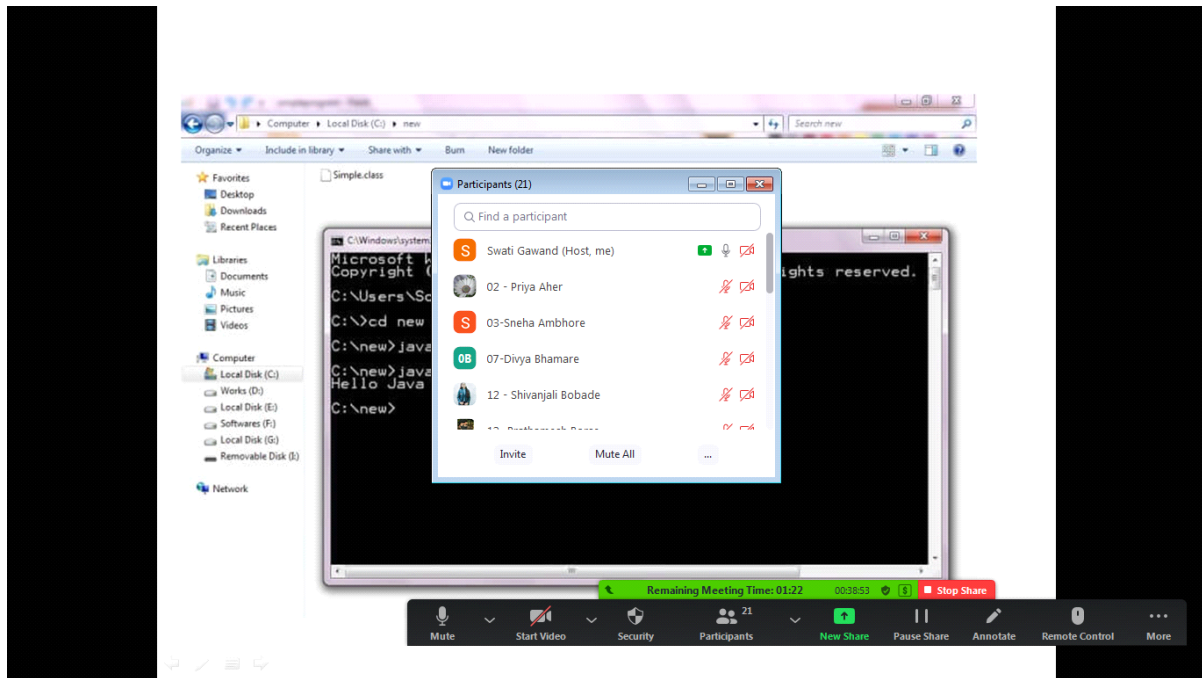 Computer ▸ Local Disk (C:) ▸ new
Search new
Organize Include in library Share with Burn New folder
Favorites
Desktop
Downloads
Recent Places
Libraries
Documents
Music
Pictures
Videos
Computer
Local Disk (C:)
Works (D:)
Local Disk (E:)
Softwares (F:)
Local Disk (G:)
Removable Disk (I:)
Network
Simple.class
C:\Windows\system
Microsoft
Copyright ( ights reserved.
C:\Users\Sc
C:\>cd new
C:\new>java
C:\new>java
Hello Java
C:\new>
Participants (21)
Find a participant
S Swati Gawand (Host, me)
02 - Priya Aher
S 03-Sneha Ambhore
0B 07-Divya Bhamare
12 - Shivanjali Bobade
Invite Mute All ...
Remaining Meeting Time: 01:22 00:38:53 $ Stop Share
21
Mute Start Video Security Participants New Share Pause Share Annotate Remote Control More